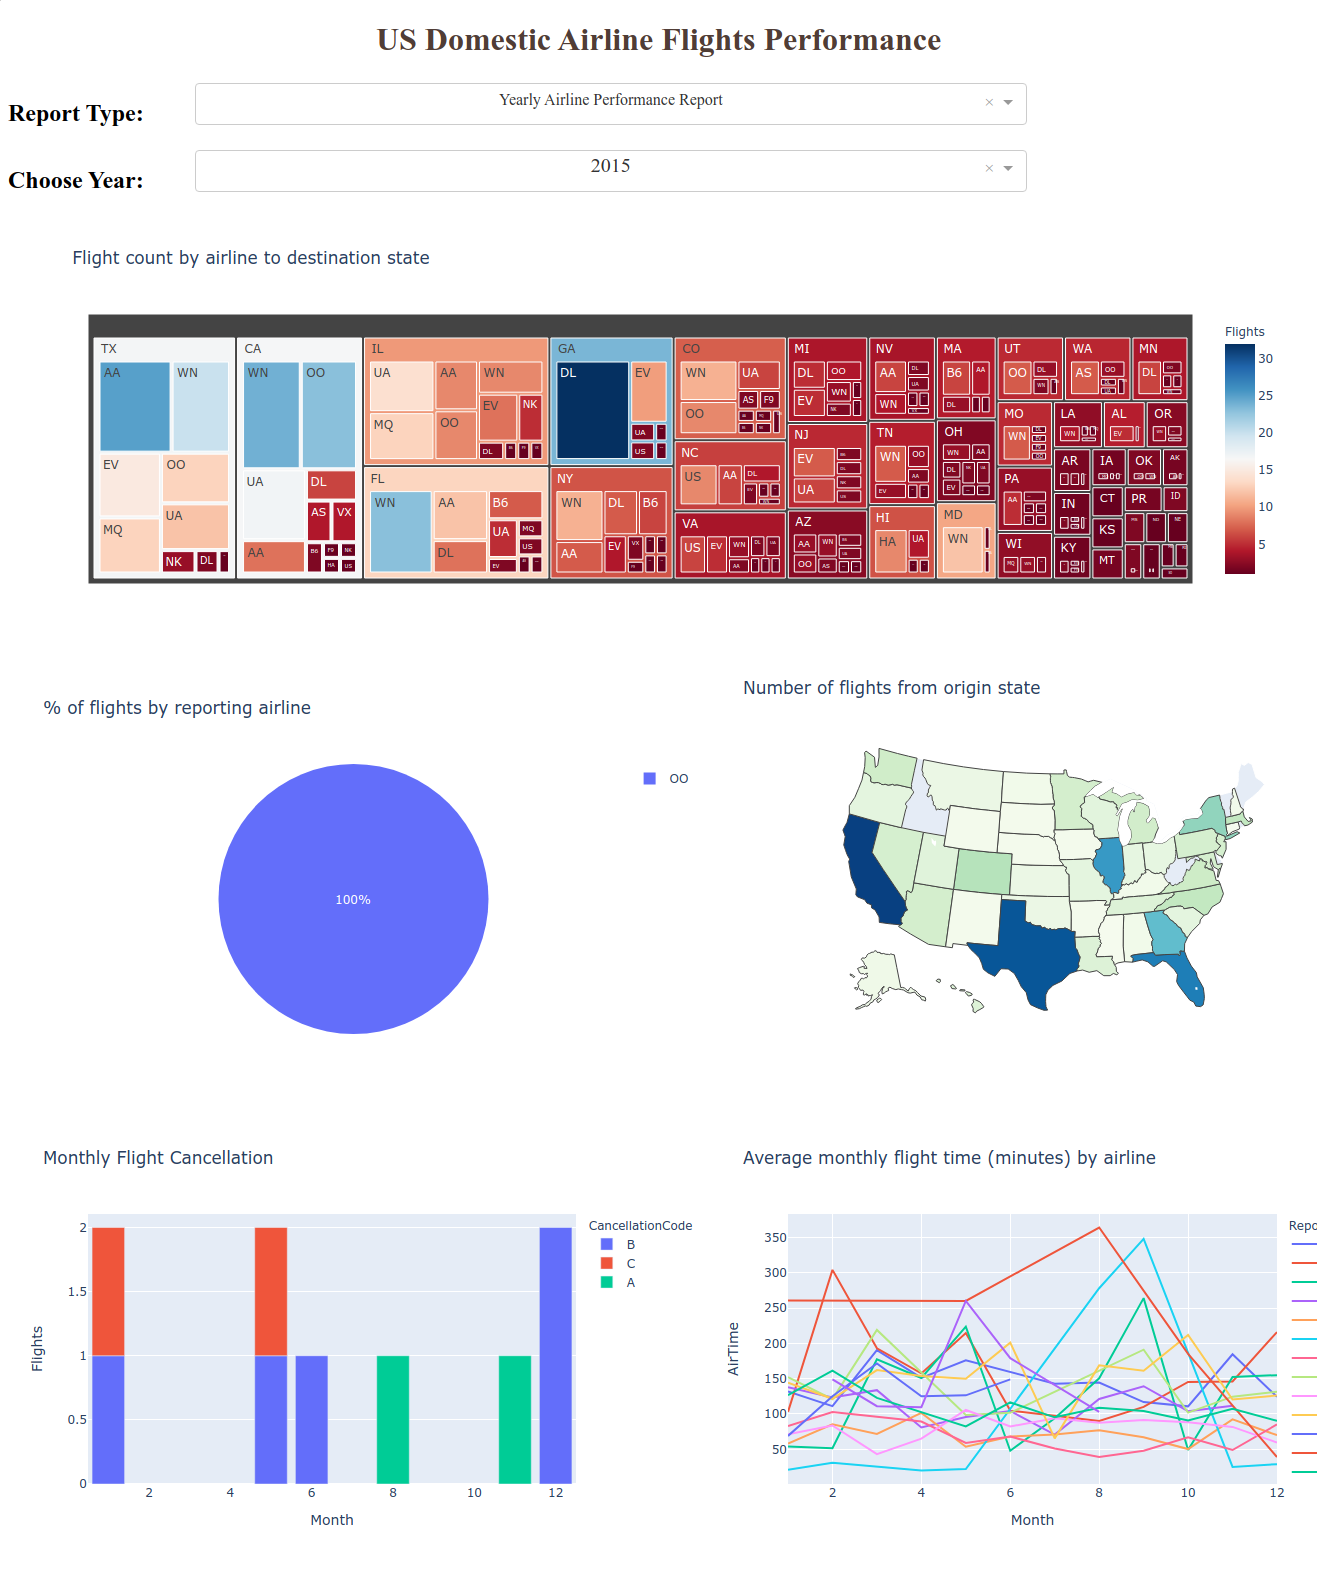 US Domestic Airline Flights Performance
Report Type:
Yearly Airline Performance Report
Choose Year:
2015
Flight count by airline to destination state
TX
AA
WN
EV
OO
MQ
UA
NK
DL
CA
WN
OO
UA
DL
AS
VX
AA
B6
F9
NK
HA
US
IL
UA
AA
WN
MQ
OO
EV
NK
DL
FL
WN
AA
B6
DL
UA
MQ
US
EV
GA
DL
EV
UA
US
NY
WN
DL
B6
AA
EV
VX
CO
WN
UA
OO
AS
F9
NC
US
AA
DL
EV
VA
US
EV
WN
DL
UA
AA
MI
DL
OO
EV
WN
NK
NJ
EV
UA
B6
DL
NK
US
AZ
AA
WN
OO
AS
NV
AA
DL
UA
WN
TN
WN
OO
AA
EV
DL
HI
HA
UA
MA
B6
AA
DL
OH
WN
AA
DL
NK
UA
EV
MD
WN
UT
OO
DL
WN
MO
WN
PA
AA
WI
MQ
WN
WA
AS
OO
LA
WN
AL
EV
AR
IN
KY
MN
DL
OO
OR
WN
IA
OK
AK
CT
PR
ID
KS
MT
Flights
30
25
20
15
10
5
% of flights by reporting airline
OO
100%
Number of flights from origin state
Monthly Flight Cancellation
CancellationCode
B
C
A
2
1.5
1
0.5
0
Flights
2
4
6
8
10
12
Month
Average monthly flight time (minutes) by airline
Repo
350
300
250
200
150
100
50
AirTime
2
4
6
8
10
12
Month